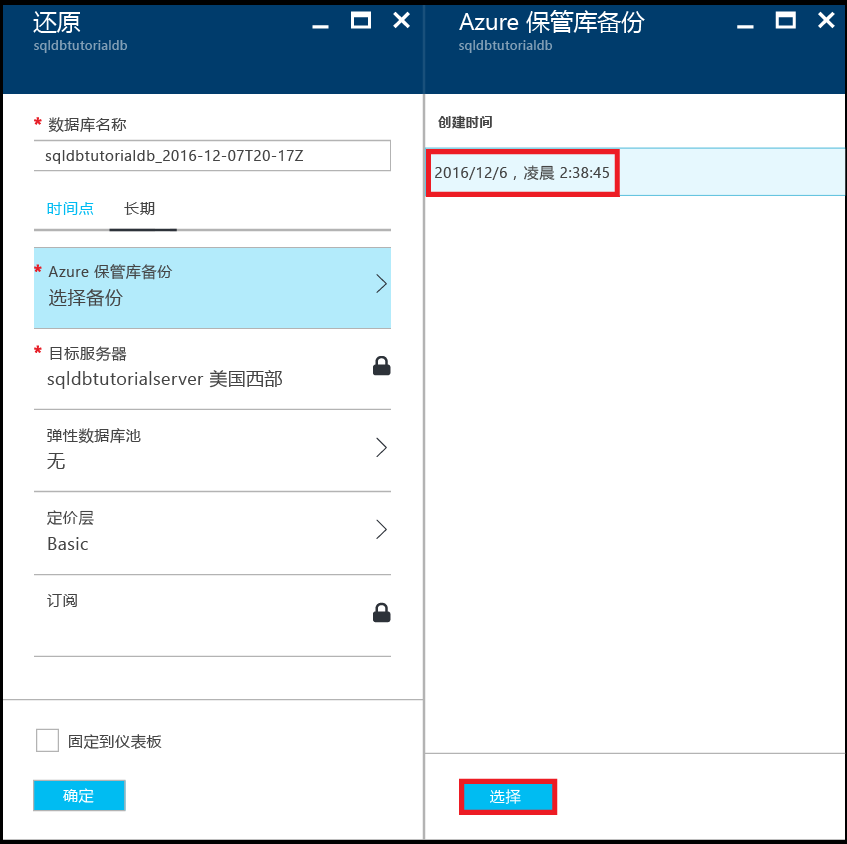 还原
sqldbtutorialdb
* 数据库名称
sqldbtutorialdb_2016-12-07T20-17Z
时间点 长期
* Azure 保管库备份
选择备份
* 目标服务器
sqldbtutorialserver 美国西部
弹性数据库池
无
定价层
Basic
订阅
固定到仪表板
确定
Azure 保管库备份
sqldbtutorialdb
创建时间
2016/12/6，凌晨 2:38:45
选择